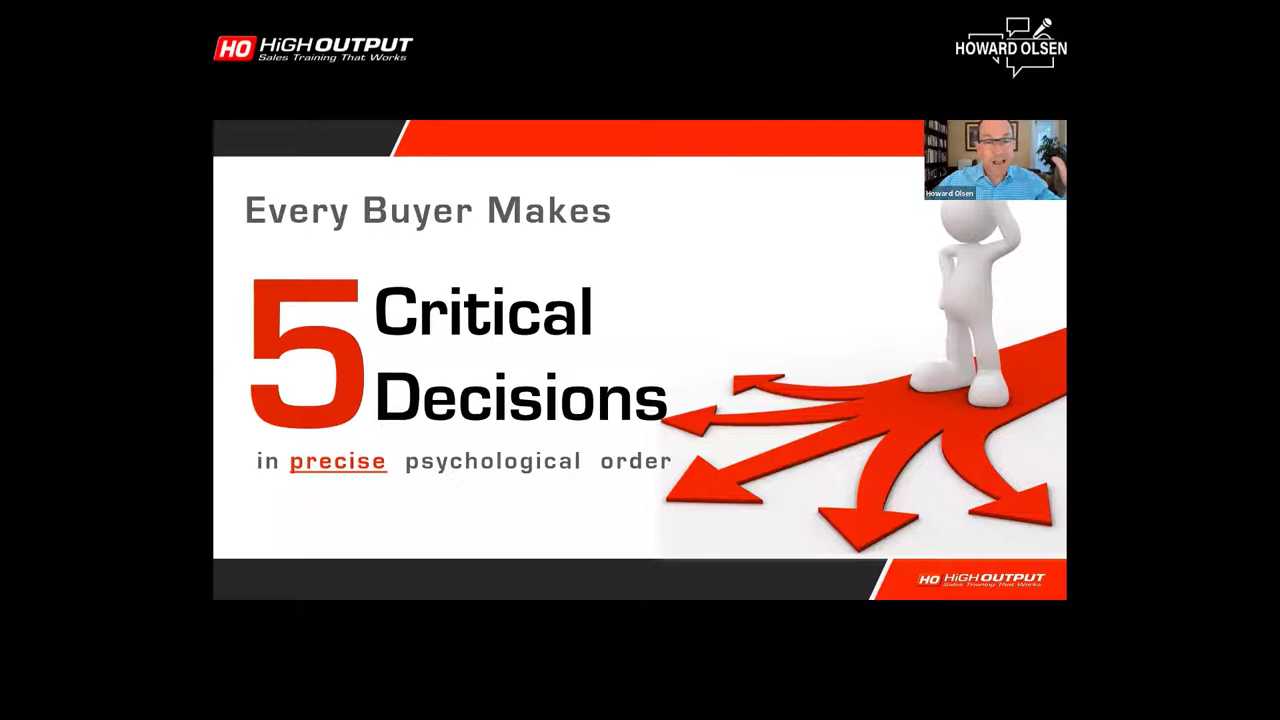 HO HiGH OUTPUT
Sales Training That Works
HOWARD OLSEN
Howard Olsen
Every Buyer Makes
5 Critical
Decisions
in precise psychological order
HO HiGH OUTPUT
Sales Training That Works